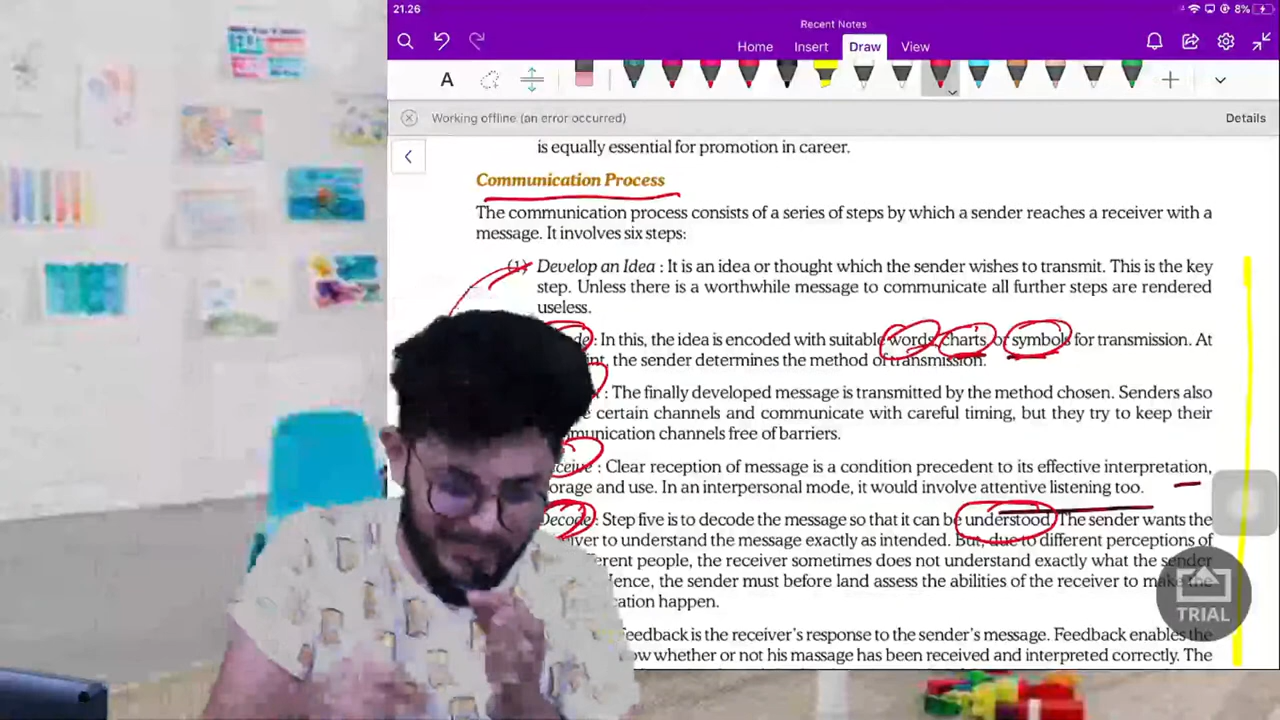 21.26
8%
Recent Notes
Home Insert Draw View
A
Working offline (an error occurred) Details
is equally essential for promotion in career.
Communication Process
The communication process consists of a series of steps by which a sender reaches a receiver with a
message. It involves six steps:
(1) Develop an Idea : It is an idea or thought which the sender wishes to transmit. This is the key
step. Unless there is a worthwhile message to communicate all further steps are rendered
useless.
: In this, the idea is encoded with suitable words, charts or symbols for transmission. At
the sender determines the method of transmission.
: The finally developed message is transmitted by the method chosen. Senders also
certain channels and communicate with careful timing, but they try to keep their
channels free of barriers.
: Clear reception of message is a condition precedent to its effective interpretation,
and use. In an interpersonal mode, it would involve attentive listening too.
Decode : Step five is to decode the message so that it can be understood. The sender wants the
to understand the message exactly as intended. But, due to different perceptions of
people, the receiver sometimes does not understand exactly what the sender
the sender must before land assess the abilities of the receiver to make the
happen.
Feedback is the receiver's response to the sender's message. Feedback enables the
whether or not his massage has been received and interpreted correctly. The
TRIAL